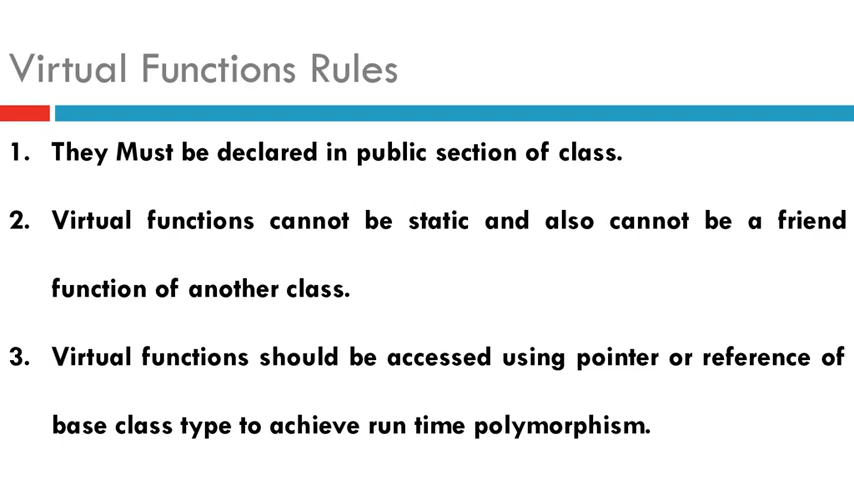 Virtual Functions Rules
1. They Must be declared in public section of class.
2. Virtual functions cannot be static and also cannot be a friend
function of another class.
3. Virtual functions should be accessed using pointer or reference of
base class type to achieve run time polymorphism.